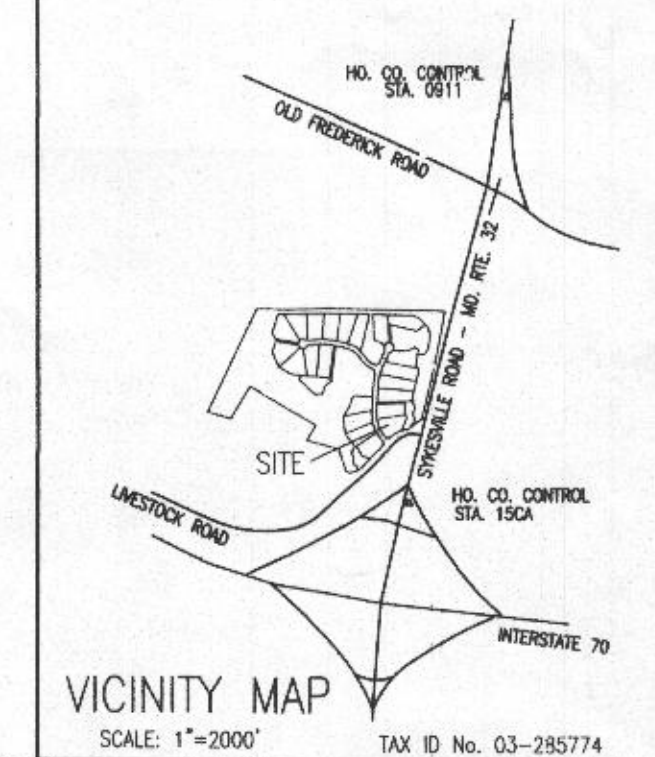 HO. CO. CONTROL
STA. 0911
OLD FREDERICK ROAD
SYKESVILLE ROAD - MD. RTE. 32
SITE
LIVESTOCK ROAD
HO. CO. CONTROL
STA. 15CA
INTERSTATE 70
VICINITY MAP
SCALE: 1"=2000'
TAX ID No. 03-285774